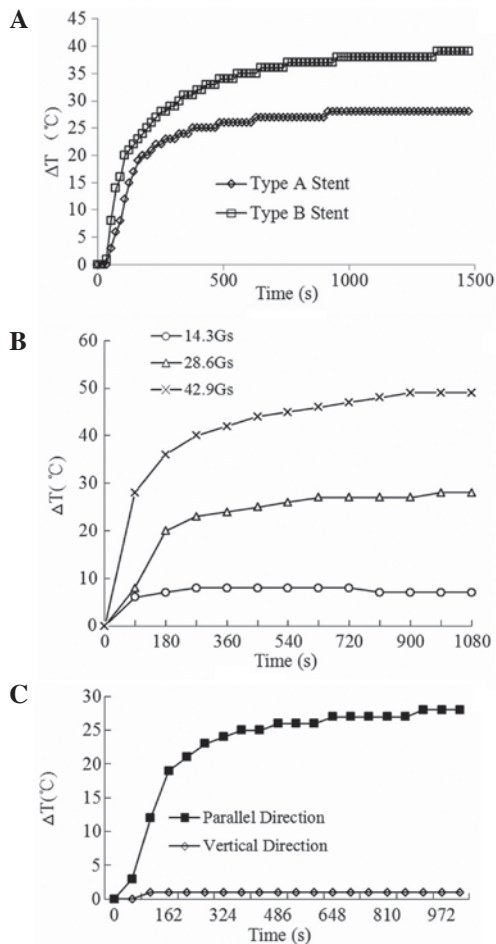 A
ΔT (℃)
45
40
35
30
25
20
15
10
5
0
Type A Stent
Type B Stent
0
500
1000
1500
Time (s)
B
14.3Gs
28.6Gs
42.9Gs
ΔT(℃)
60
50
40
30
20
10
0
0 180 360 540 720 900 1080
Time (s)
C
ΔT(℃)
30
25
20
15
10
5
0
Parallel Direction
Vertical Direction
0 162 324 486 648 810 972
Time (s)